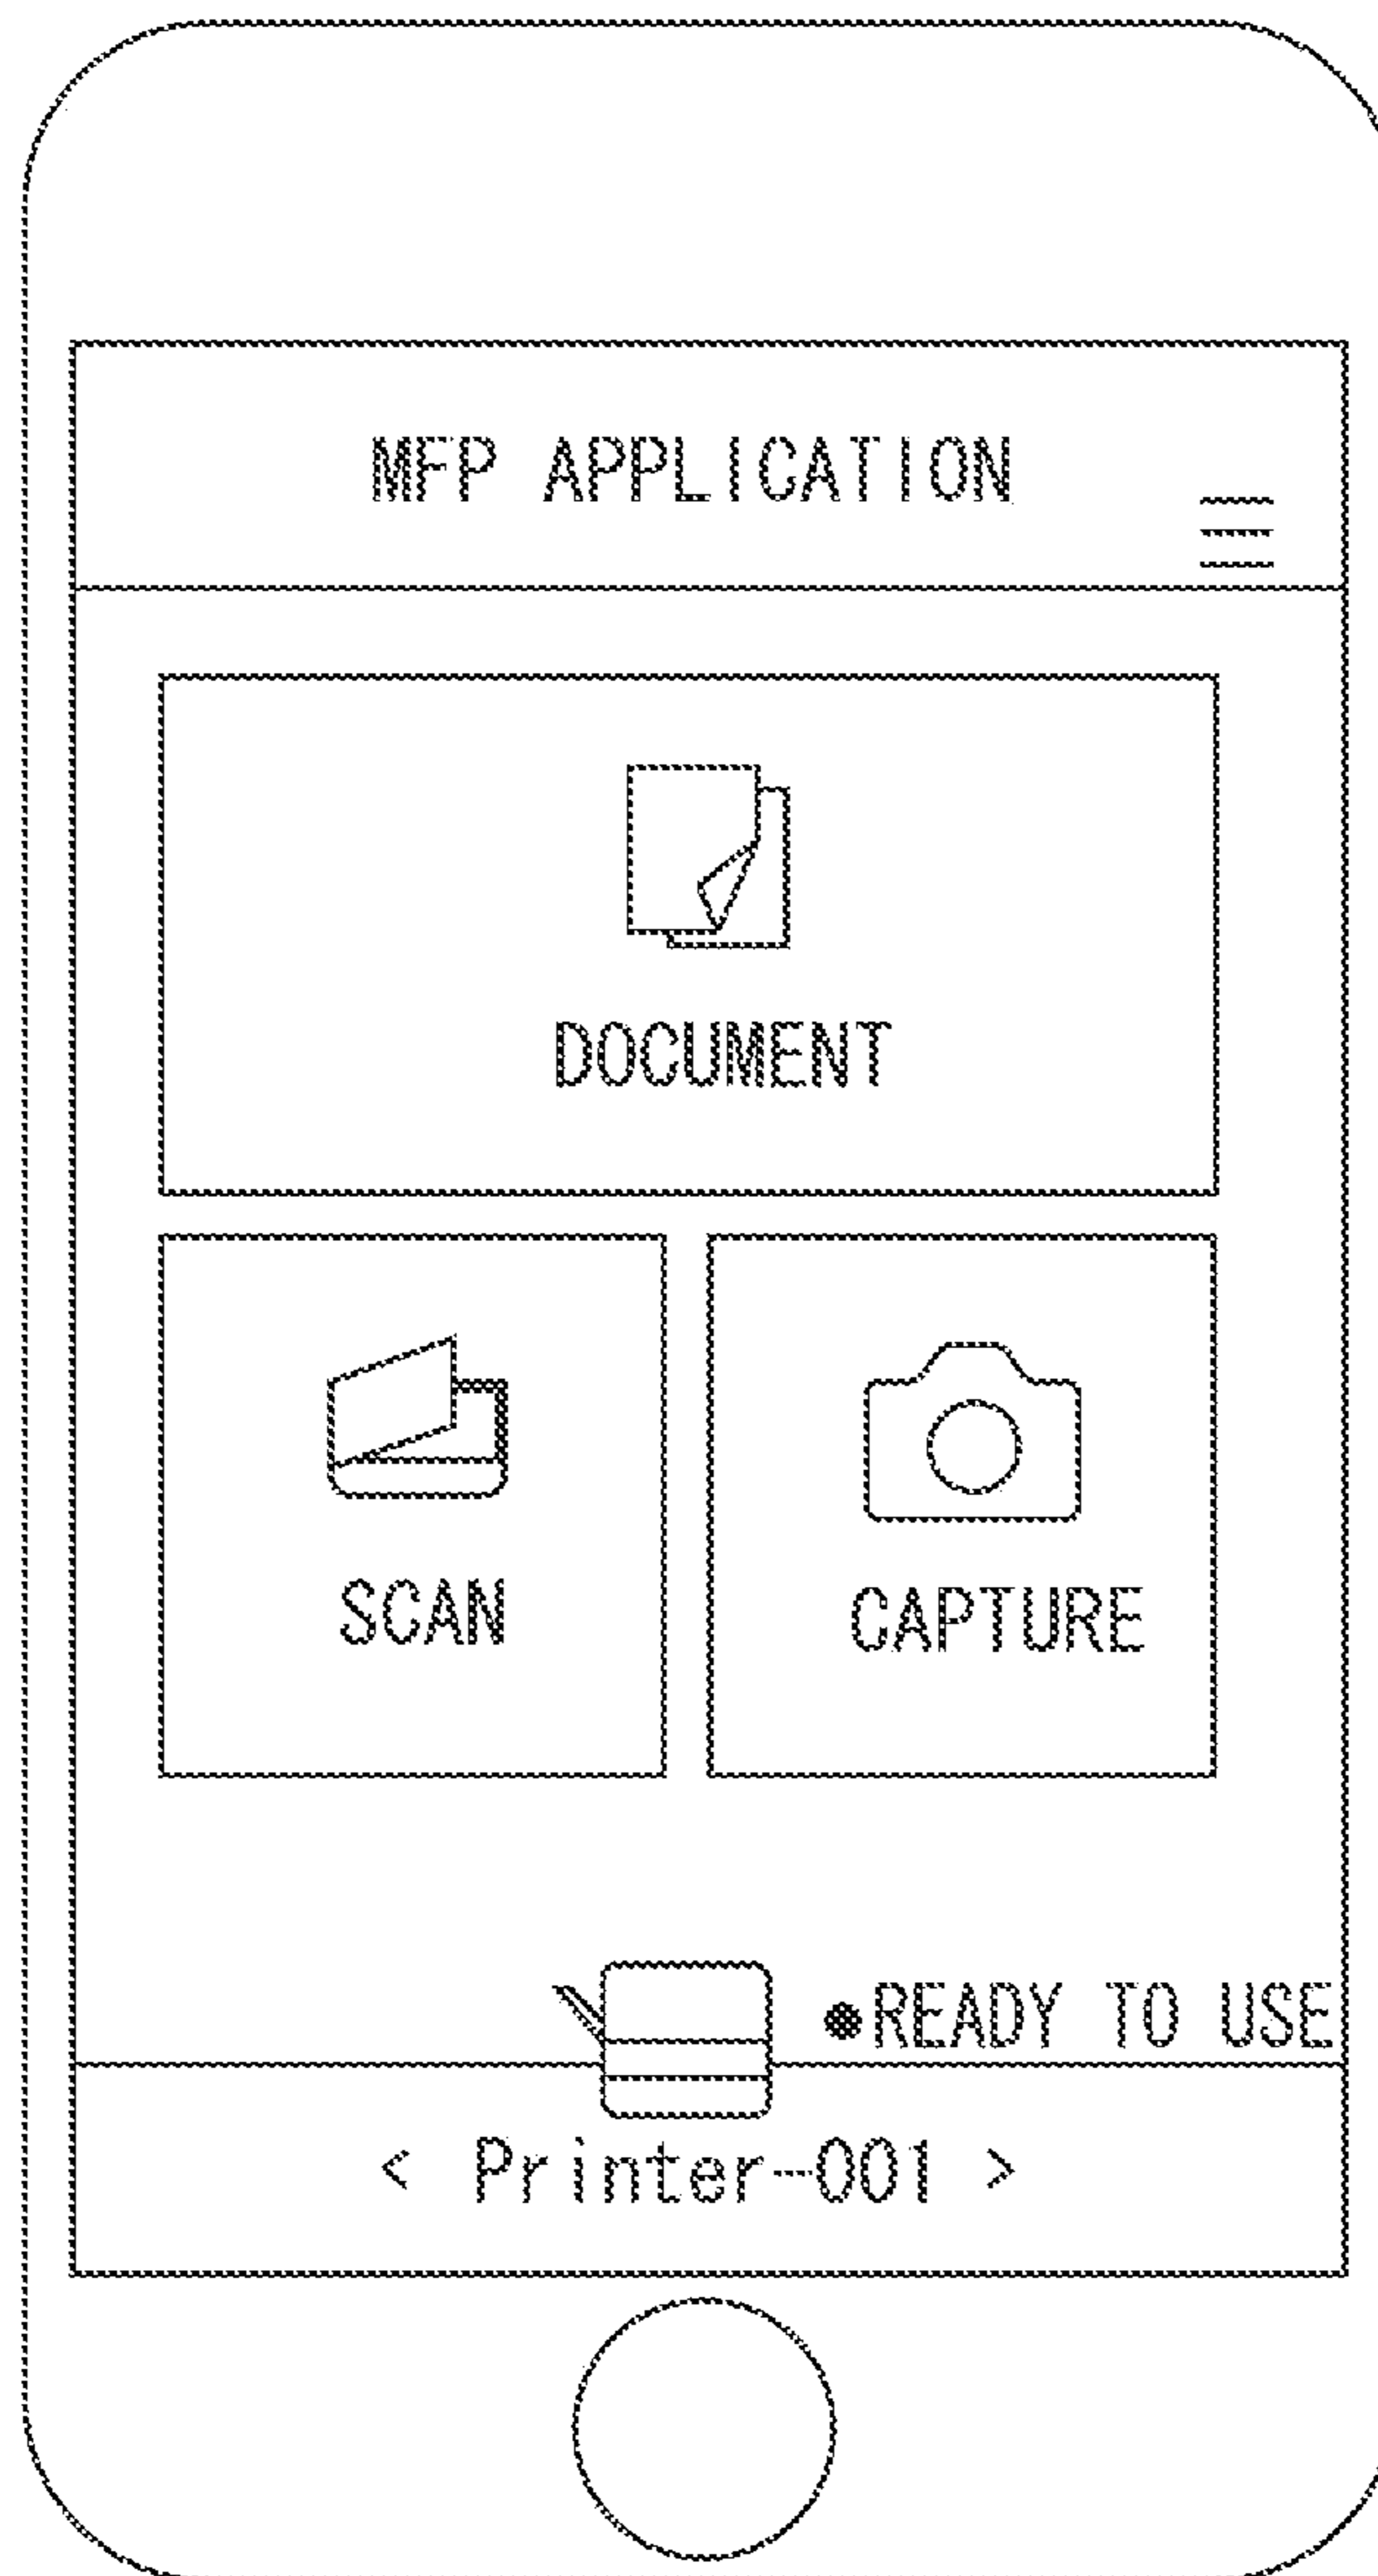 MFP APPLICATION
DOCUMENT
SCAN
CAPTURE
●READY TO USE
< Printer-001 >